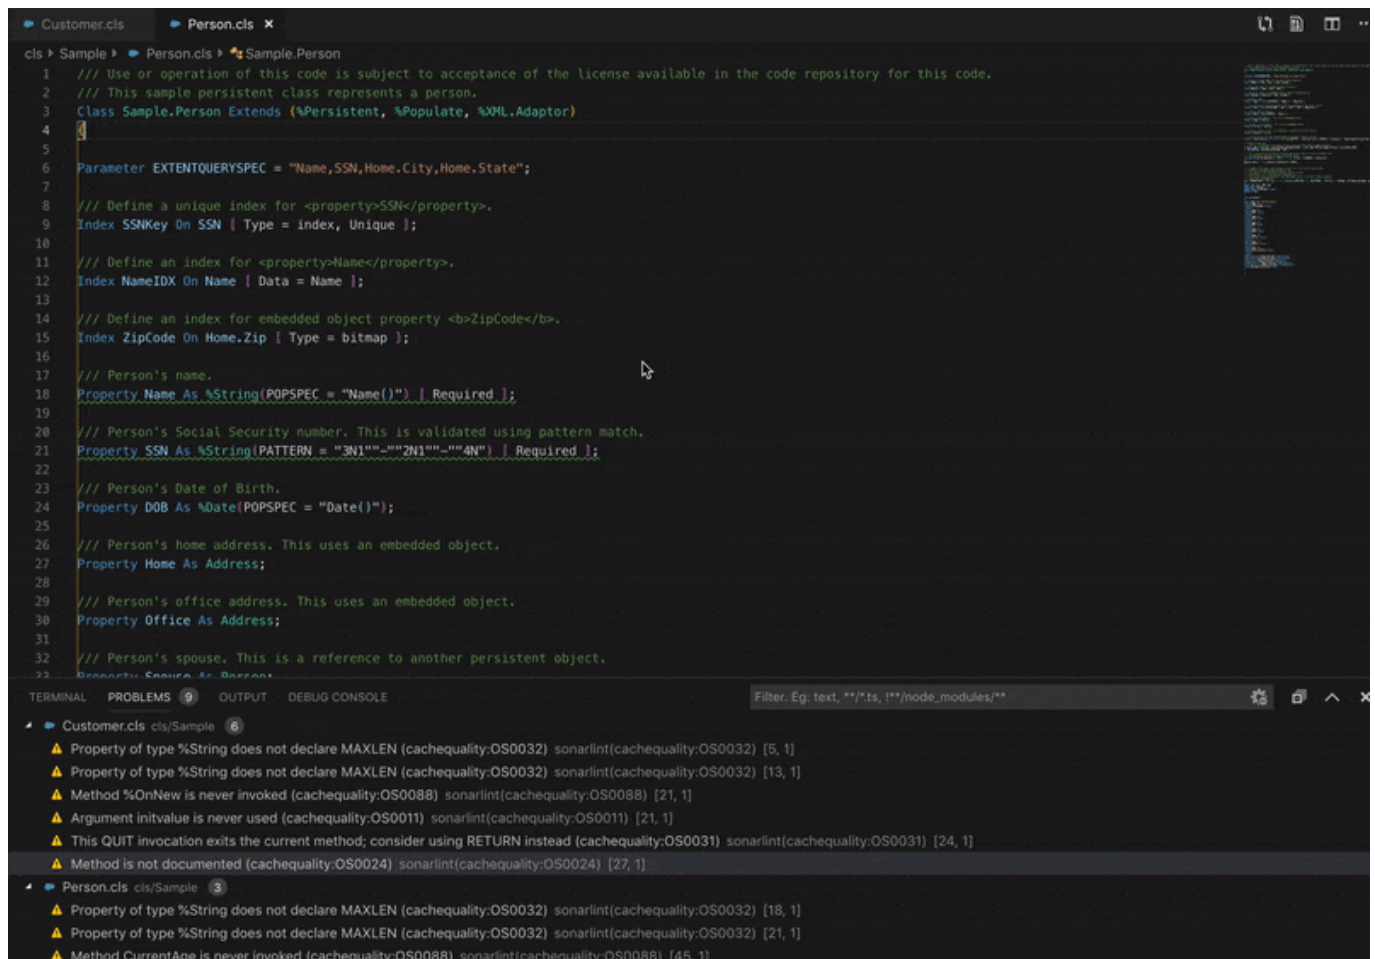 Customer.cls Person.cls ×
cls Sample Person.cls Sample.Person
1 /// Use or operation of this code is subject to acceptance of the license available in the code repository for this code.
2 /// This sample persistent class represents a person.
3 Class Sample.Person Extends (%Persistent, %Populate, %XML.Adaptor)
4 {
5
6 Parameter EXTENTQUERYSPEC = "Name,SSN,Home.City,Home.State";
7
8 /// Define a unique index for <property>SSN</property>.
9 Index SSNKey On SSN [ Type = index, Unique ];
10
11 /// Define an index for <property>Name</property>.
12 Index NameIDX On Name [ Data = Name ];
13
14 /// Define an index for embedded object property <b>ZipCode</b>.
15 Index ZipCode On Home.Zip [ Type = bitmap ];
16
17 /// Person's name.
18 Property Name As %String(POPSPEC = "Name()") [ Required ];
19
20 /// Person's Social Security number. This is validated using pattern match.
21 Property SSN As %String(PATTERN = "3N1""-""2N1""-""4N") [ Required ];
22
23 /// Person's Date of Birth.
24 Property DOB As %Date(POPSPEC = "Date()");
25
26 /// Person's home address. This uses an embedded object.
27 Property Home As Address;
28
29 /// Person's office address. This uses an embedded object.
30 Property Office As Address;
31
32 /// Person's spouse. This is a reference to another persistent object.
33 Property Spouse As Person;
TERMINAL PROBLEMS 9 OUTPUT DEBUG CONSOLE Filter. Eg: text, **/*.ts, !**/node_modules/**
Customer.cls cls/Sample 6
Property of type %String does not declare MAXLEN (cachequality:OS0032) sonarlint(cachequality:OS0032) [5, 1]
Property of type %String does not declare MAXLEN (cachequality:OS0032) sonarlint(cachequality:OS0032) [13, 1]
Method %OnNew is never invoked (cachequality:OS0088) sonarlint(cachequality:OS0088) [21, 1]
Argument initvalue is never used (cachequality:OS0011) sonarlint(cachequality:OS0011) [21, 1]
This QUIT invocation exits the current method; consider using RETURN instead (cachequality:OS0031) sonarlint(cachequality:OS0031) [24, 1]
Method is not documented (cachequality:OS0024) sonarlint(cachequality:OS0024) [27, 1]
Person.cls cls/Sample 3
Property of type %String does not declare MAXLEN (cachequality:OS0032) sonarlint(cachequality:OS0032) [18, 1]
Property of type %String does not declare MAXLEN (cachequality:OS0032) sonarlint(cachequality:OS0032) [21, 1]
Method CurrentAge is never invoked (cachequality:OS0088) sonarlint(cachequality:OS0088) [45, 1]